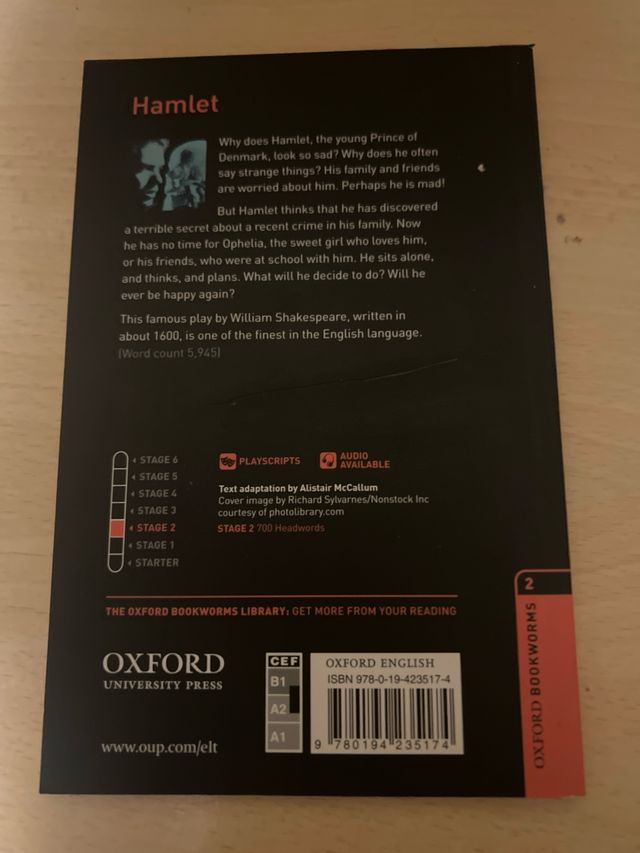 Hamlet
Why does Hamlet, the young Prince of
Denmark, look so sad? Why does he often
say strange things? His family and friends
are worried about him. Perhaps he is mad!
But Hamlet thinks that he has discovered
a terrible secret about a recent crime in his family. Now
he has no time for Ophelia, the sweet girl who loves him,
or his friends, who were at school with him. He sits alone,
and thinks, and plans. What will he decide to do? Will he
ever be happy again?
This famous play by William Shakespeare, written in
about 1600, is one of the finest in the English language.
(Word count 5,945)
STAGE 6
STAGE 5
STAGE 4
STAGE 3
STAGE 2
STAGE 1
STARTER
PLAYSCRIPTS
AUDIO
AVAILABLE
Text adaptation by Alistair McCallum
Cover image by Richard Sylvarnes/Nonstock Inc
courtesy of photolibrary.com
STAGE 2 700 Headwords
THE OXFORD BOOKWORMS LIBRARY: GET MORE FROM YOUR READING
OXFORD
UNIVERSITY PRESS
www.oup.com/elt
CEF
B1
A2
A1
OXFORD ENGLISH
ISBN 978-0-19-423517-4
9 780194 235174
2
OXFORD BOOKWORMS